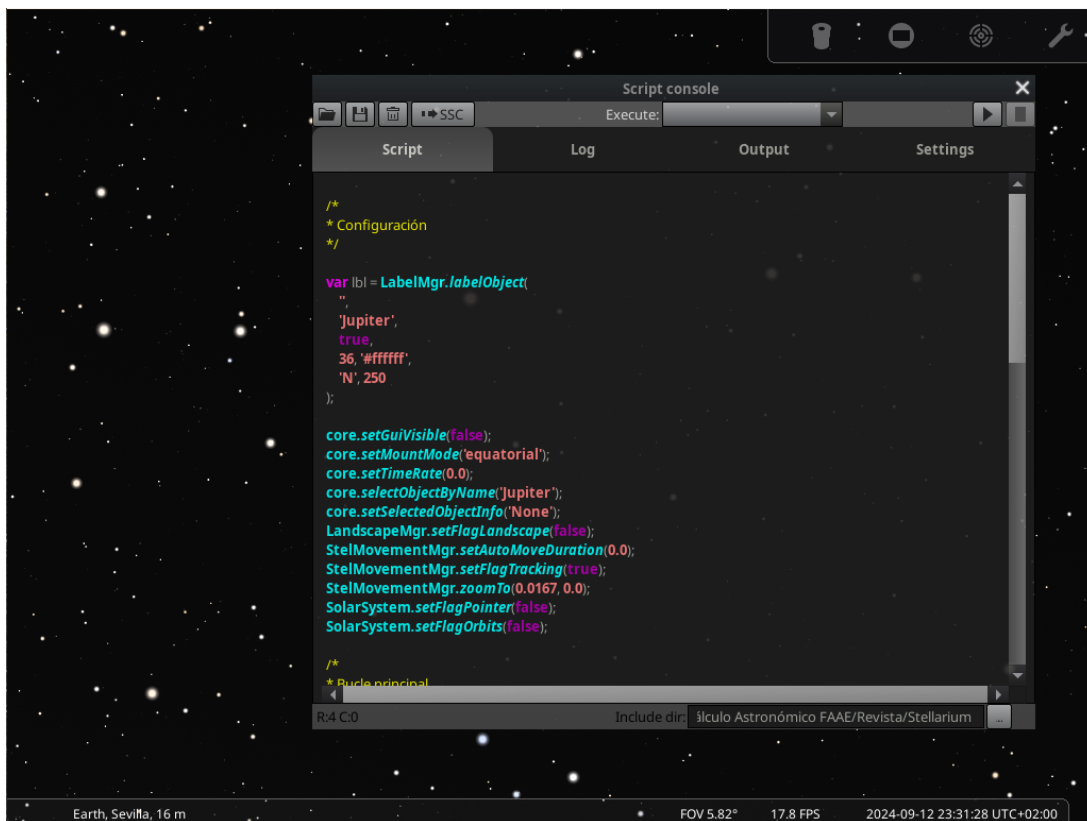 Script console
SSC
Execute:
Script Log Output Settings
/*
* Configuración
*/
var lbl = LabelMgr.labelObject(
'',
'Jupiter',
true,
36, '#ffffff',
'N', 250
);
core.setGuiVisible(false);
core.setMountMode('equatorial');
core.setTimeRate(0.0);
core.selectObjectByName('Jupiter');
core.setSelectedObjectInfo('None');
LandscapeMgr.setFlagLandscape(false);
StelMovementMgr.setAutoMoveDuration(0.0);
StelMovementMgr.setFlagTracking(true);
StelMovementMgr.zoomTo(0.0167, 0.0);
SolarSystem.setFlagPointer(false);
SolarSystem.setFlagOrbits(false);
/*
* Bucle principal
R:4 C:0 Include dir: álculo Astronómico FAAE/Revista/Stellarium ...
Earth, Sevilla, 16 m FOV 5.82° 17.8 FPS 2024-09-12 23:31:28 UTC+02:00